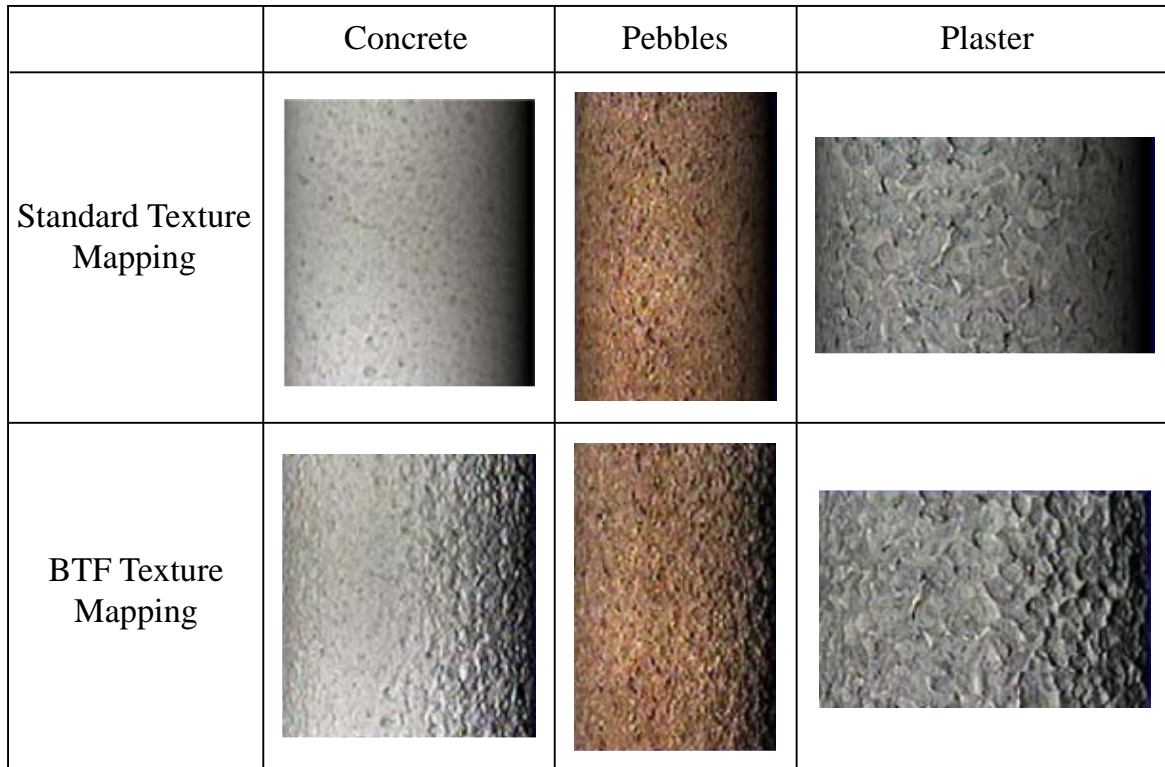 Concrete
Pebbles
Plaster
Standard Texture
Mapping
BTF Texture
Mapping